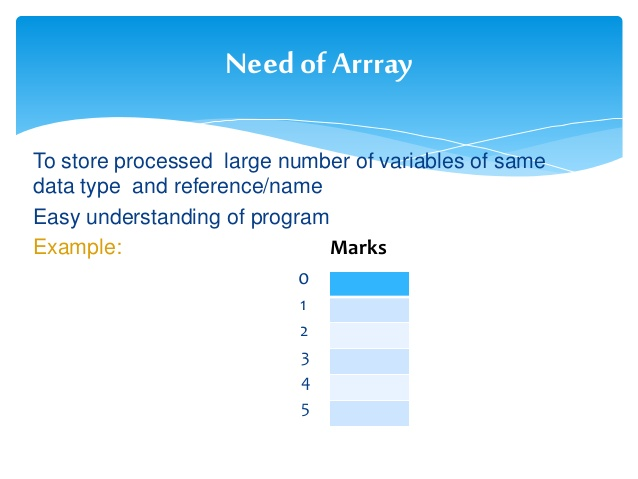 Need of Arrray
To store processed large number of variables of same
data type and reference/name
Easy understanding of program
Example:
Marks
0
1
2
3
4
5